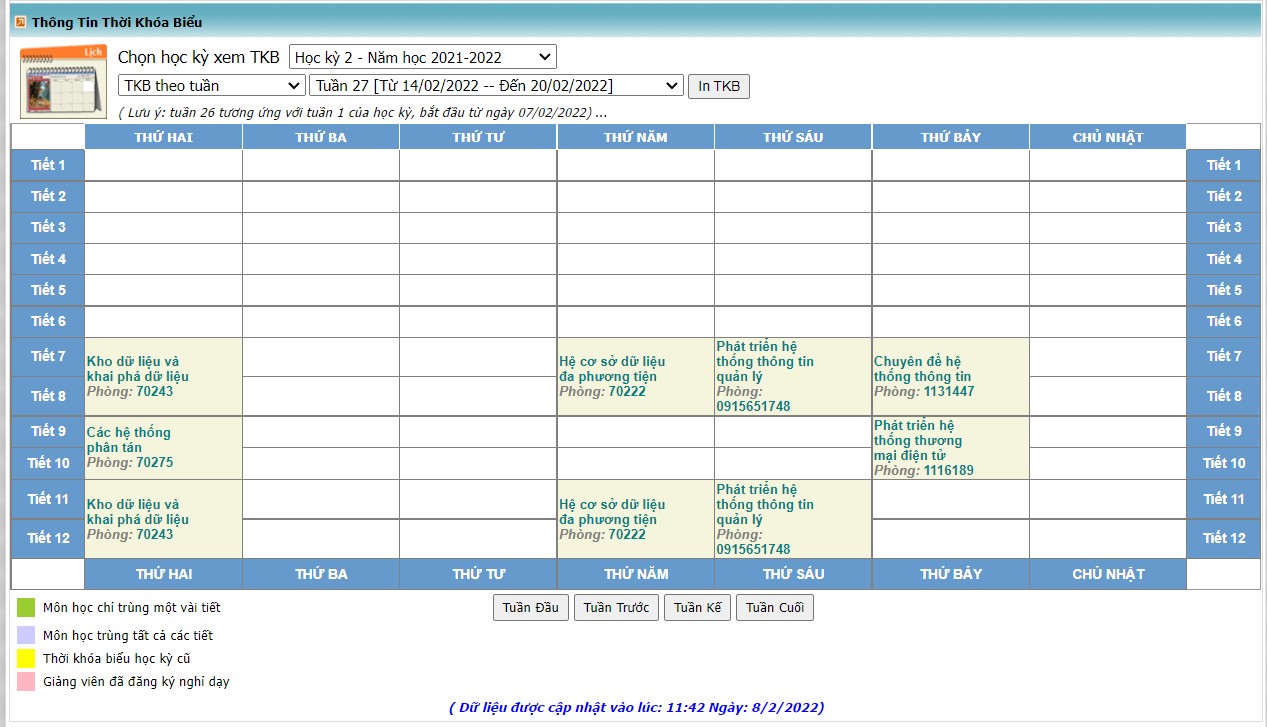 Thông Tin Thời Khóa Biểu
Lịch
Chọn học kỳ xem TKB Học kỳ 2 - Năm học 2021-2022
TKB theo tuần Tuần 27 [Từ 14/02/2022 -- Đến 20/02/2022] In TKB
( Lưu ý: tuần 26 tương ứng với tuần 1 của học kỳ, bắt đầu từ ngày 07/02/2022) ...
THỨ HAI THỨ BA THỨ TƯ THỨ NĂM THỨ SÁU THỨ BẢY CHỦ NHẬT
Tiết 1 Tiết 1
Tiết 2 Tiết 2
Tiết 3 Tiết 3
Tiết 4 Tiết 4
Tiết 5 Tiết 5
Tiết 6 Tiết 6
Tiết 7 Tiết 7
Tiết 8 Tiết 8
Kho dữ liệu và
khai phá dữ liệu
Phòng: 70243
Hệ cơ sở dữ liệu
đa phương tiện
Phòng: 70222
Phát triển hệ
thống thông tin
quản lý
Phòng:
0915651748
Chuyên đề hệ
thống thông tin
Phòng: 1131447
Tiết 9 Tiết 9
Tiết 10 Tiết 10
Các hệ thống
phân tán
Phòng: 70275
Phát triển hệ
thống thương
mại điện tử
Phòng: 1116189
Tiết 11 Tiết 11
Tiết 12 Tiết 12
Kho dữ liệu và
khai phá dữ liệu
Phòng: 70243
Hệ cơ sở dữ liệu
đa phương tiện
Phòng: 70222
Phát triển hệ
thống thông tin
quản lý
Phòng:
0915651748
THỨ HAI THỨ BA THỨ TƯ THỨ NĂM THỨ SÁU THỨ BẢY CHỦ NHẬT
Môn học chỉ trùng một vài tiết
Môn học trùng tất cả các tiết
Thời khóa biểu học kỳ cũ
Giảng viên đã đăng ký nghỉ dạy
Tuần Đầu Tuần Trước Tuần Kế Tuần Cuối
( Dữ liệu được cập nhật vào lúc: 11:42 Ngày: 8/2/2022)